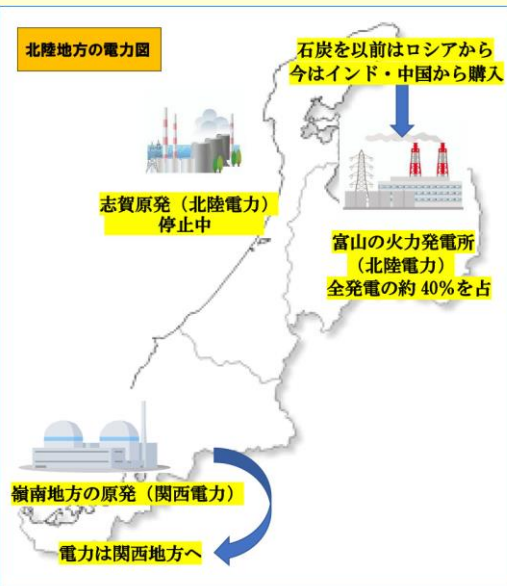 北陸地方の電力図
石炭を以前はロシアから
今はインド・中国から購入
志賀原発（北陸電力）
停止中
富山の火力発電所
（北陸電力）
全発電の約 40％を占
嶺南地方の原発（関西電力）
電力は関西地方へ